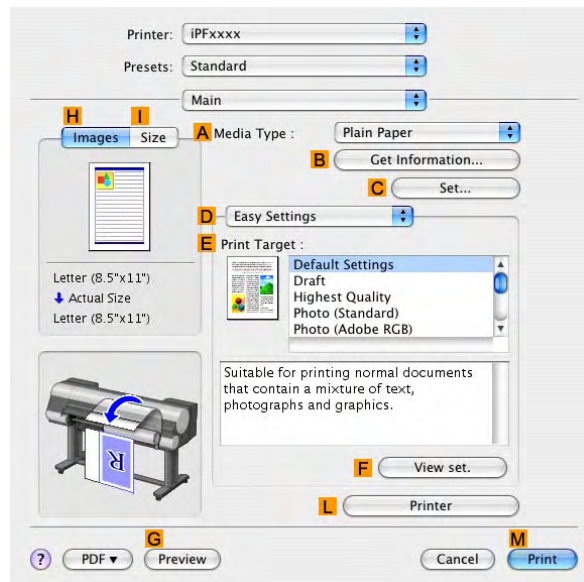 Printer: iPFxxxx
Presets: Standard
Main
H I
Images Size
A Media Type : Plain Paper
B Get Information...
C Set...
D Easy Settings
E Print Target :
Default Settings
Draft
Highest Quality
Photo (Standard)
Photo (Adobe RGB)
Letter (8.5"x11")
Actual Size
Letter (8.5"x11")
Suitable for printing normal documents
that contain a mixture of text,
photographs and graphics.
R
F View set.
L Printer
G M
? PDF Preview Cancel Print